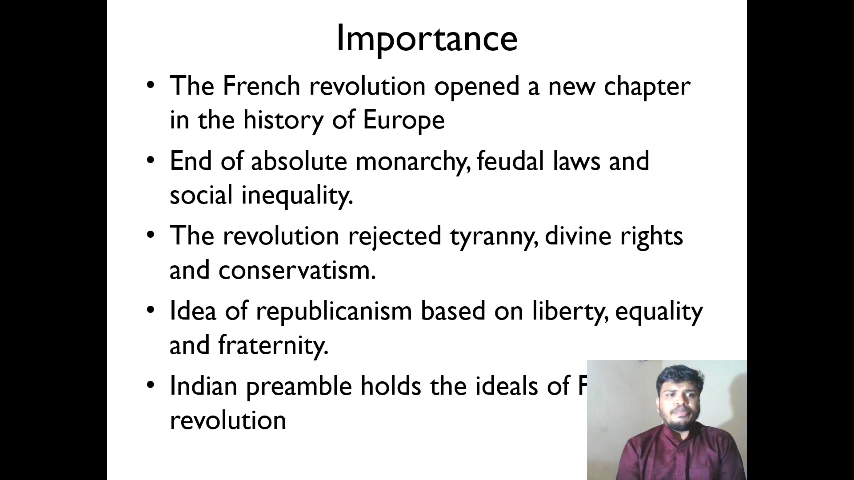 Importance
• The French revolution opened a new chapter
in the history of Europe
• End of absolute monarchy, feudal laws and
social inequality.
• The revolution rejected tyranny, divine rights
and conservatism.
• Idea of republicanism based on liberty, equality
and fraternity.
• Indian preamble holds the ideals of
revolution